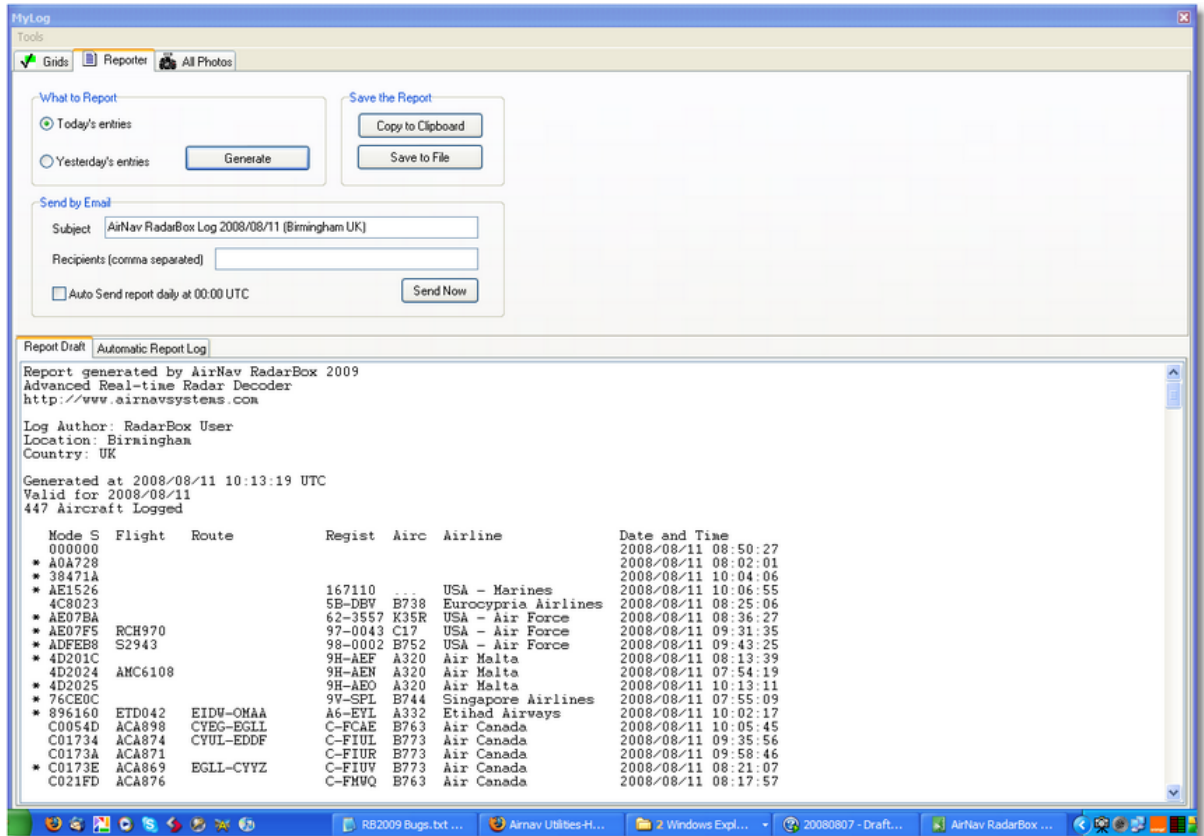 MyLog
Tools
Grids Reporter All Photos
What to Report
Today's entries
Yesterday's entries Generate
Save the Report
Copy to Clipboard
Save to File
Send by Email
Subject AirNav RadarBox Log 2008/08/11 (Birmingham UK)
Recipients (comma separated)
Auto Send report daily at 00:00 UTC Send Now
Report Draft Automatic Report Log
Report generated by AirNav RadarBox 2009
Advanced Real-time Radar Decoder
http://www.airnavsystems.com
Log Author: RadarBox User
Location: Birmingham
Country: UK
Generated at 2008/08/11 10:13:19 UTC
Valid for 2008/08/11
447 Aircraft Logged
Mode S Flight Route Regist Airc Airline Date and Time
000000 2008/08/11 08:50:27
* A0A728 2008/08/11 08:02:01
* 38471A 2008/08/11 10:04:06
* AE1526 167110 ... USA - Marines 2008/08/11 10:06:55
4C8023 5B-DBV B738 Eurocypria Airlines 2008/08/11 08:25:06
* AE07BA 62-3557 K35R USA - Air Force 2008/08/11 08:36:27
* AE07F5 RCH970 97-0043 C17 USA - Air Force 2008/08/11 09:31:35
* ADFEB8 S2943 98-0002 B752 USA - Air Force 2008/08/11 09:43:25
* 4D201C 9H-AEF A320 Air Malta 2008/08/11 08:13:39
4D2024 AMC6108 9H-AEN A320 Air Malta 2008/08/11 07:54:19
* 4D2025 9H-AEO A320 Air Malta 2008/08/11 10:13:11
* 76CE0C 9V-SPL B744 Singapore Airlines 2008/08/11 07:55:09
* 896160 ETD042 EIDW-OMAA A6-EYL A332 Etihad Airways 2008/08/11 10:02:17
C0054D ACA898 CYEG-EGLL C-FCAE B763 Air Canada 2008/08/11 10:05:45
C01734 ACA874 CYUL-EDDF C-FIUL B773 Air Canada 2008/08/11 09:35:56
C0173A ACA871 C-FIUR B773 Air Canada 2008/08/11 09:58:46
* C0173E ACA869 EGLL-CYYZ C-FIUV B773 Air Canada 2008/08/11 08:21:07
C021FD ACA876 C-FMWQ B763 Air Canada 2008/08/11 08:17:57
RB2009 Bugs.txt ... Airnav Utilities-H... 2 Windows Expl... 20080807 - Draft... AirNav RadarBox ...